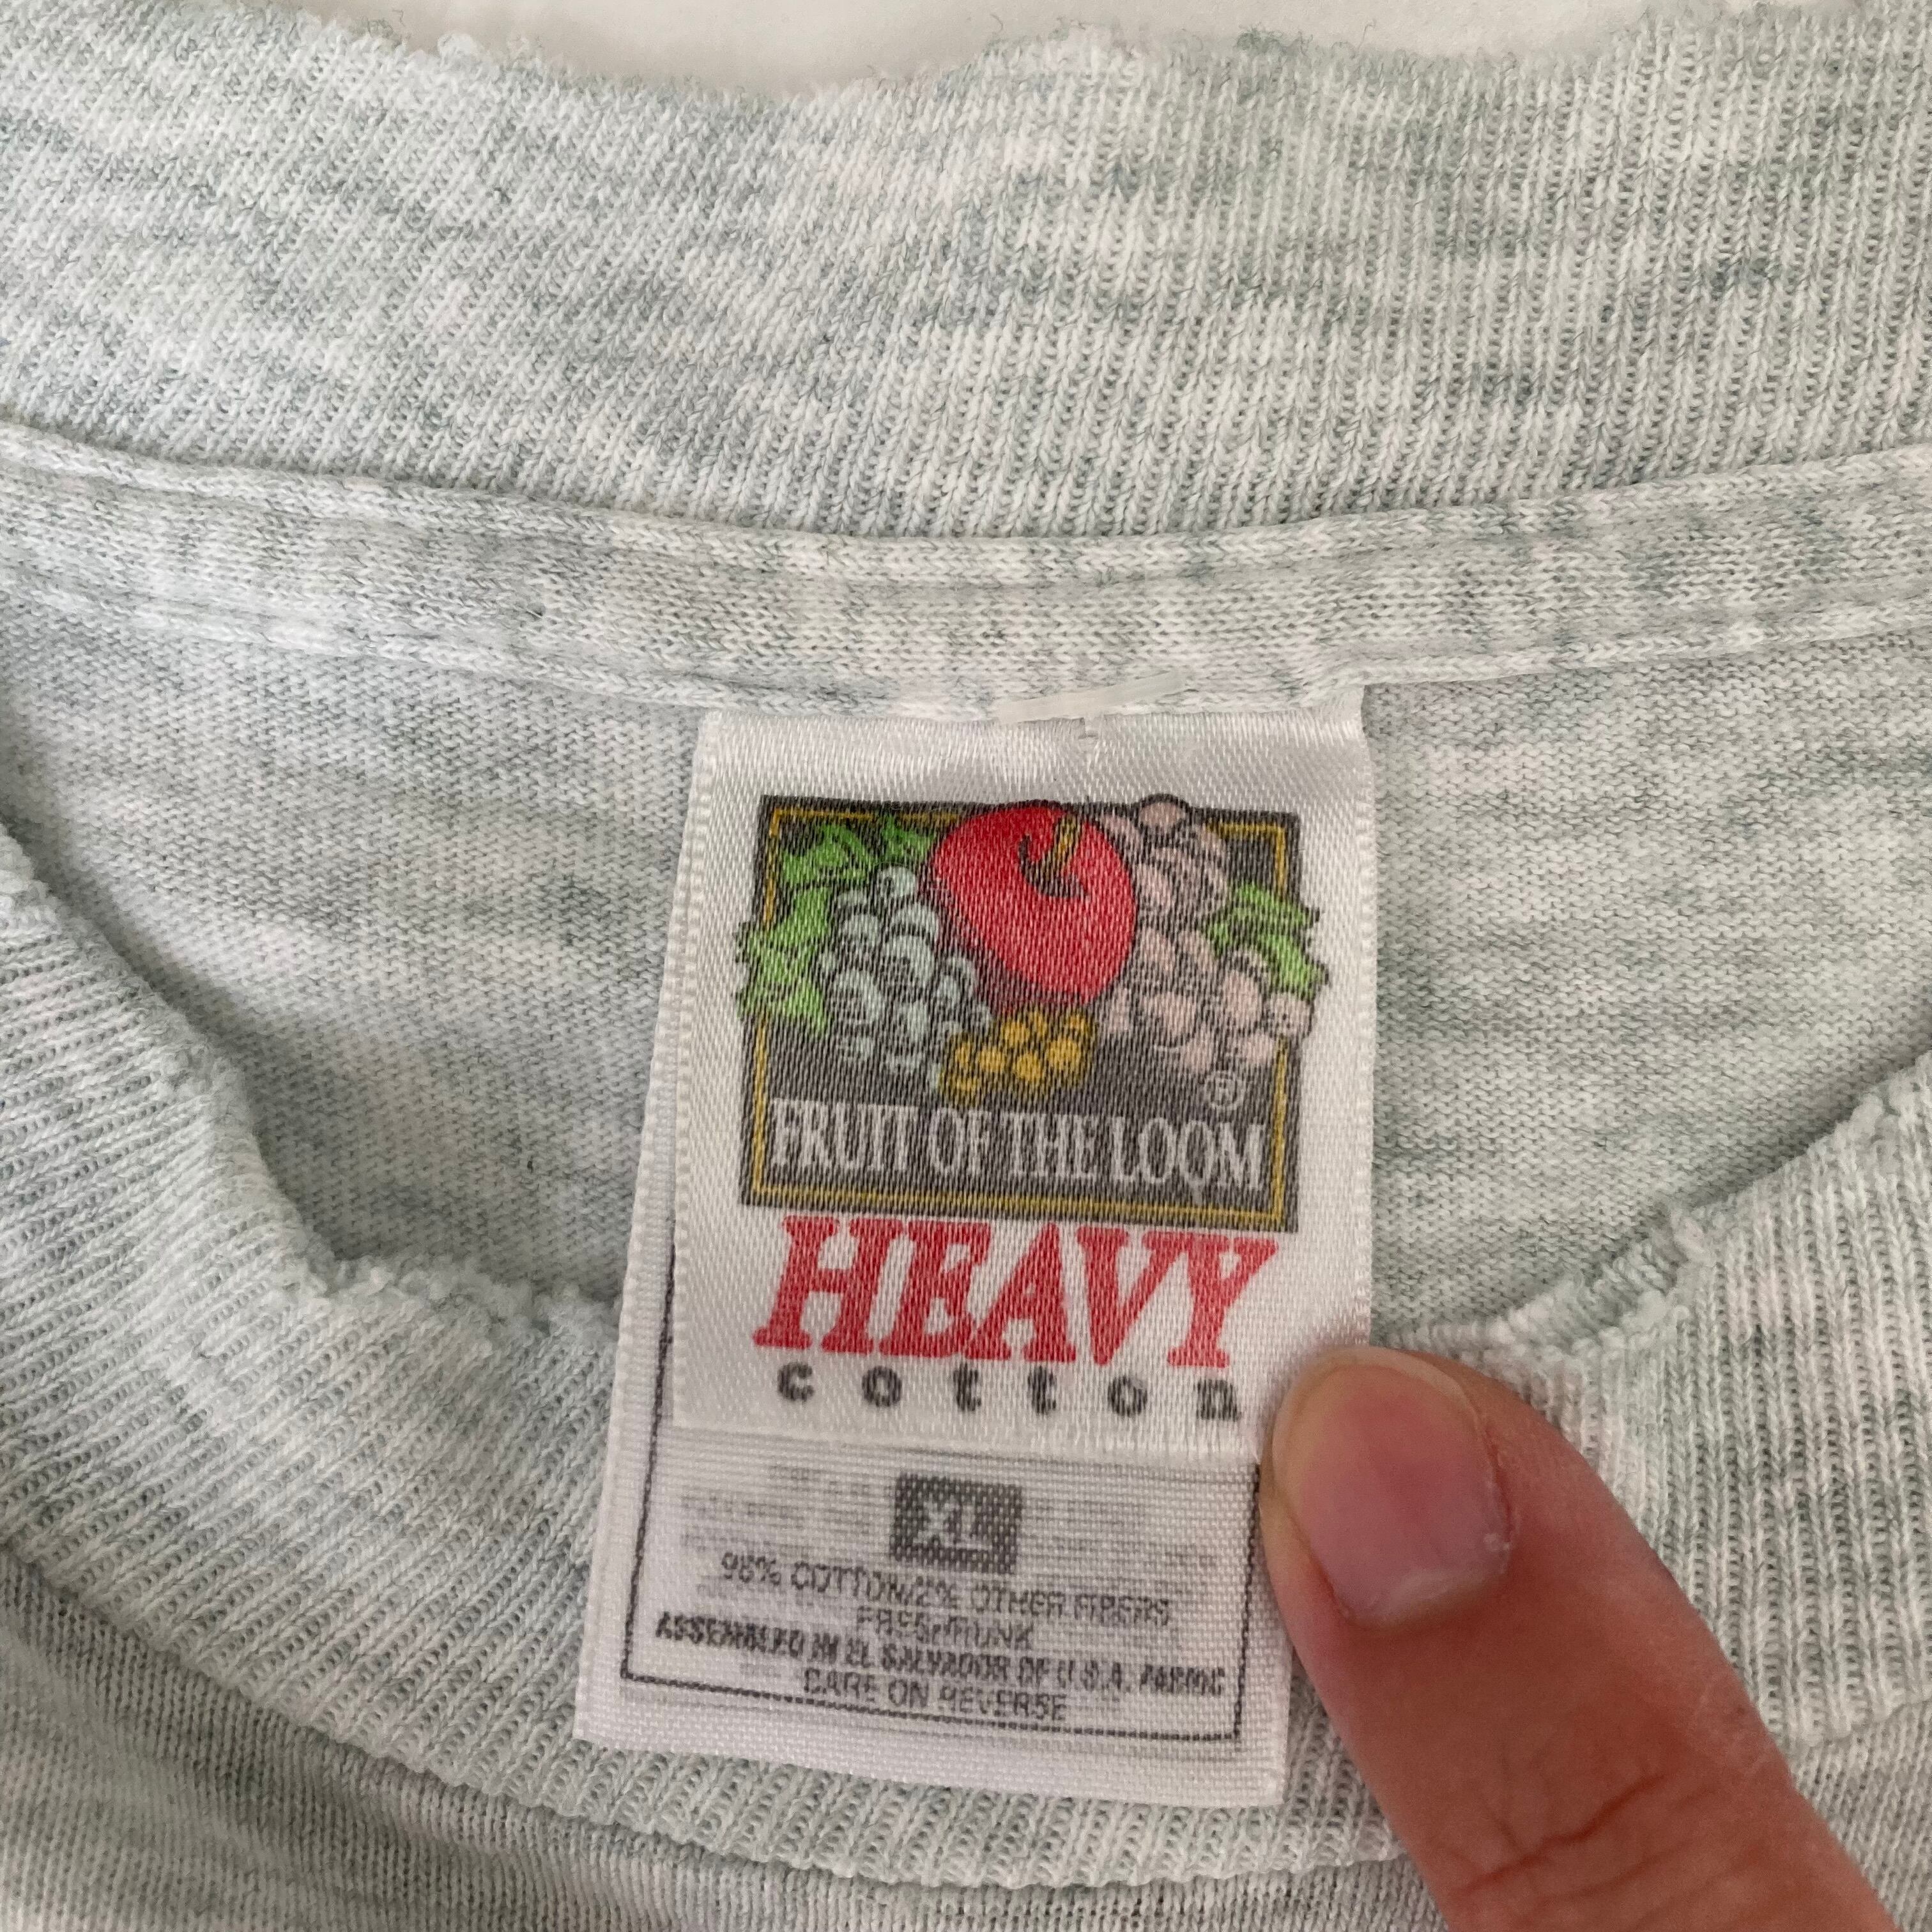 ®
FRUIT OF THE LOOM
HEAVY
cotton
XL
98% COTTON/2% OTHER FIBERS
PRESHRUNK
ASSEMBLED IN EL SALVADOR OF U.S.A. FABRIC
CARE ON REVERSE